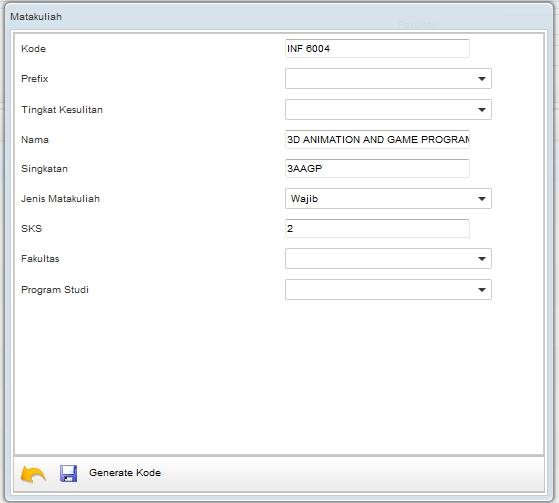 Matakuliah
Fakultas
Kode INF 6004
Prefix
Tingkat Kesulitan
Nama 3D ANIMATION AND GAME PROGRAM
Singkatan 3AAGP
Jenis Matakuliah Wajib
SKS 2
Fakultas
Program Studi
Generate Kode